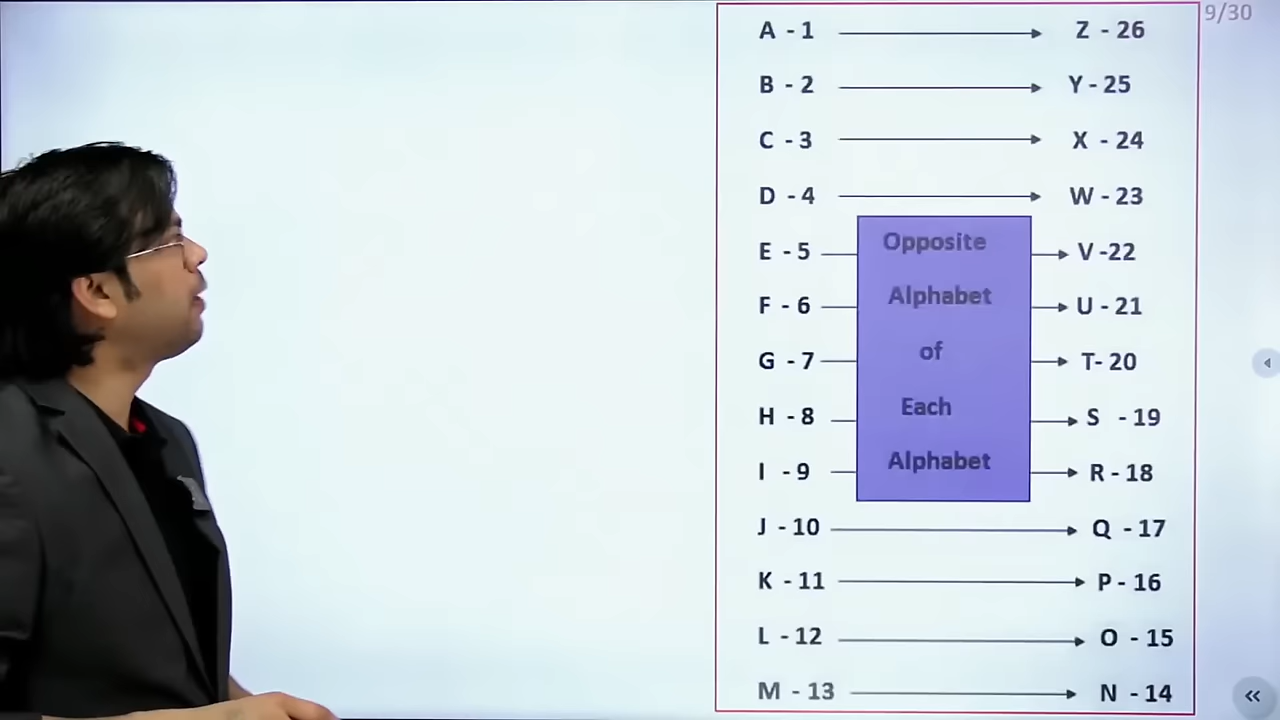 9/30
A - 1 Z - 26
B - 2 Y - 25
C - 3 X - 24
D - 4 W - 23
E - 5 V -22
F - 6 U - 21
G - 7 T- 20
H - 8 S - 19
I - 9 R - 18
J - 10 Q - 17
K - 11 P - 16
L - 12 O - 15
M - 13 N - 14
Opposite
Alphabet
of
Each
Alphabet